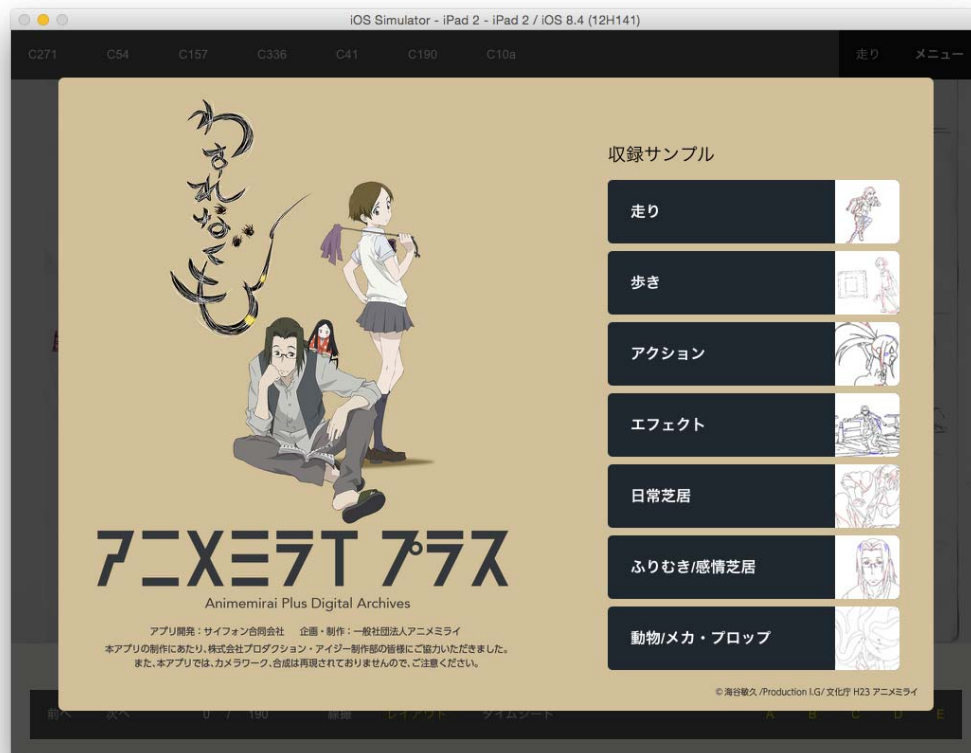 iOS Simulator - iPad 2 - iPad 2 / iOS 8.4 (12H141)
C271 C54 C157 C336 C41 C190 C10a 走り メニュー
わすれなぐも
アニメミライ プラス
Animemirai Plus Digital Archives
アプリ開発：サイフォン合同会社 企画・制作：一般社団法人アニメミライ
本アプリの制作にあたり、株式会社プロダクション・アイジー制作部の皆様にご協力いただきました。
また、本アプリでは、カメラワーク、合成は再現されておりませんので、ご注意ください。
収録サンプル
走り
歩き
アクション
エフェクト
日常芝居
ふりむき/感情芝居
動物/メカ・プロップ
© 海谷敏久 /Production I.G/ 文化庁 H23 アニメミライ
前へ 次へ 0 / 190 線撮 レイアウト タイムシート A B C D E